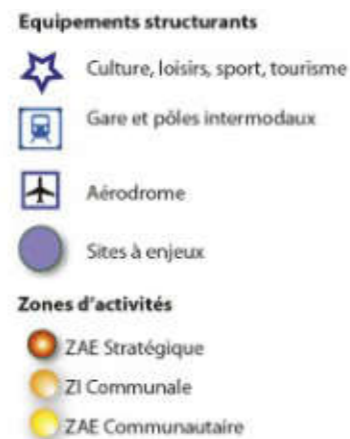 Equipements structurants
Culture, loisirs, sport, tourisme
Gare et pôles intermodaux
Aérodrome
Sites à enjeux
Zones d'activités
ZAE Stratégique
ZI Communale
ZAE Communautaire